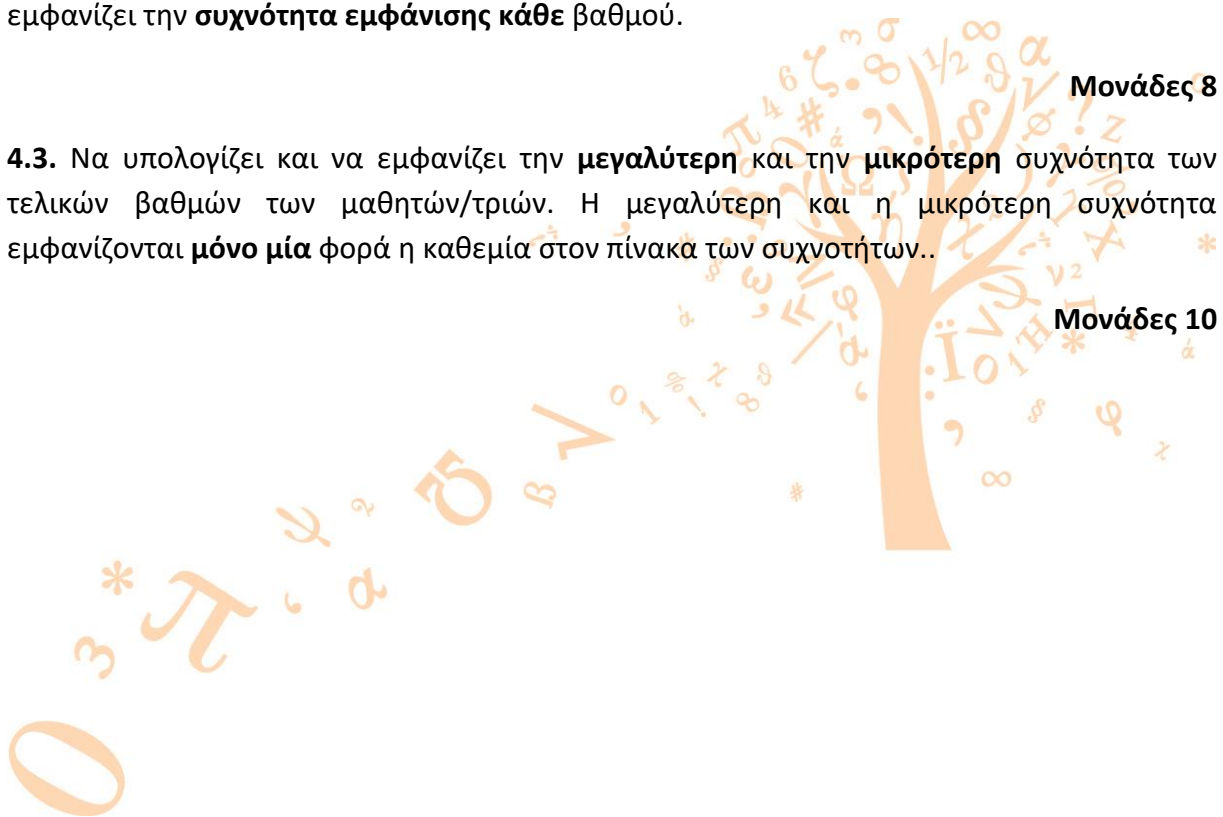 εμφανίζει την συχνότητα εμφάνισης κάθε βαθμού.
Μονάδες 8
4.3. Να υπολογίζει και να εμφανίζει την μεγαλύτερη και την μικρότερη συχνότητα των
τελικών βαθμών των μαθητών/τριών. Η μεγαλύτερη και η μικρότερη συχνότητα
εμφανίζονται μόνο μία φορά η καθεμία στον πίνακα των συχνοτήτων..
Μονάδες 10